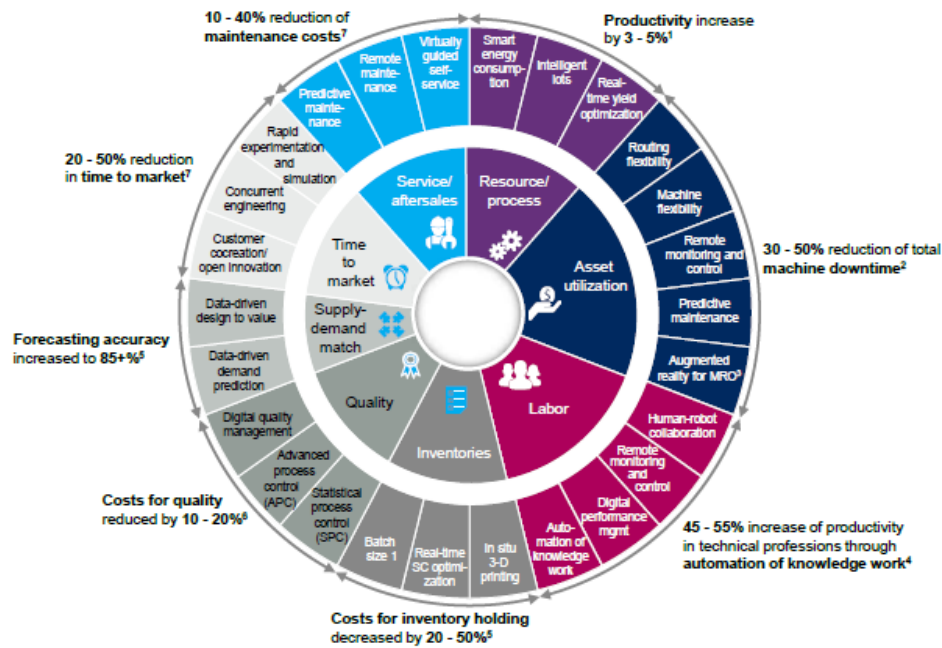 10 - 40% reduction of
maintenance costs⁷
Productivity increase
by 3 - 5%¹
20 - 50% reduction
in time to market⁷
30 - 50% reduction of total
machine downtime²
Forecasting accuracy
increased to 85+%⁵
Costs for quality
reduced by 10 - 20%⁶
45 - 55% increase of productivity
in technical professions through
automation of knowledge work⁴
Costs for inventory holding
decreased by 20 - 50%⁵
Smart
energy
consump-
tion
Intelligent
lots
Real-
time yield
optimization
Routing
flexibility
Machine
flexibility
Remote
monitoring and
control
Predictive
maintenance
Augmented
reality for MRO³
Human-robot
collaboration
Remote
monitoring
and
control
Digital
performance
mgmt
Auto-
mation of
knowledge
work
In situ
3-D
printing
Real-time
SC optimi-
zation
Batch
size 1
Statistical
process
control
(SPC)
Advanced
process
control
(APC)
Digital quality
management
Data-driven
demand
prediction
Data-driven
design to value
Customer
cocreation/
open innovation
Concurrent
engineering
Rapid
experimentation
and
simulation
Predictive
mainte-
nance
Remote
mainte-
nance
Virtually
guided
self-
service
Service/
aftersales
Resource/
process
Asset
utilization
Labor
Inventories
Quality
Supply-
demand
match
Time
to
market